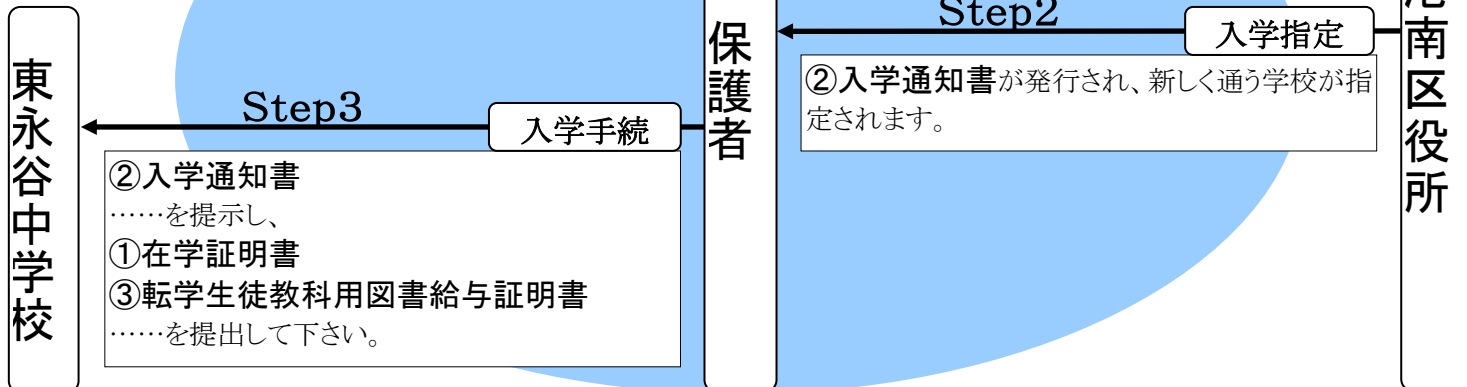 Step2
入学指定
②入学通知書が発行され、新しく通う学校が指
定されます。
南区役所
保護者
Step3
入学手続
②入学通知書
……を提示し、
①在学証明書
③転学生徒教科用図書給与証明書
……を提出して下さい。
東永谷中学校